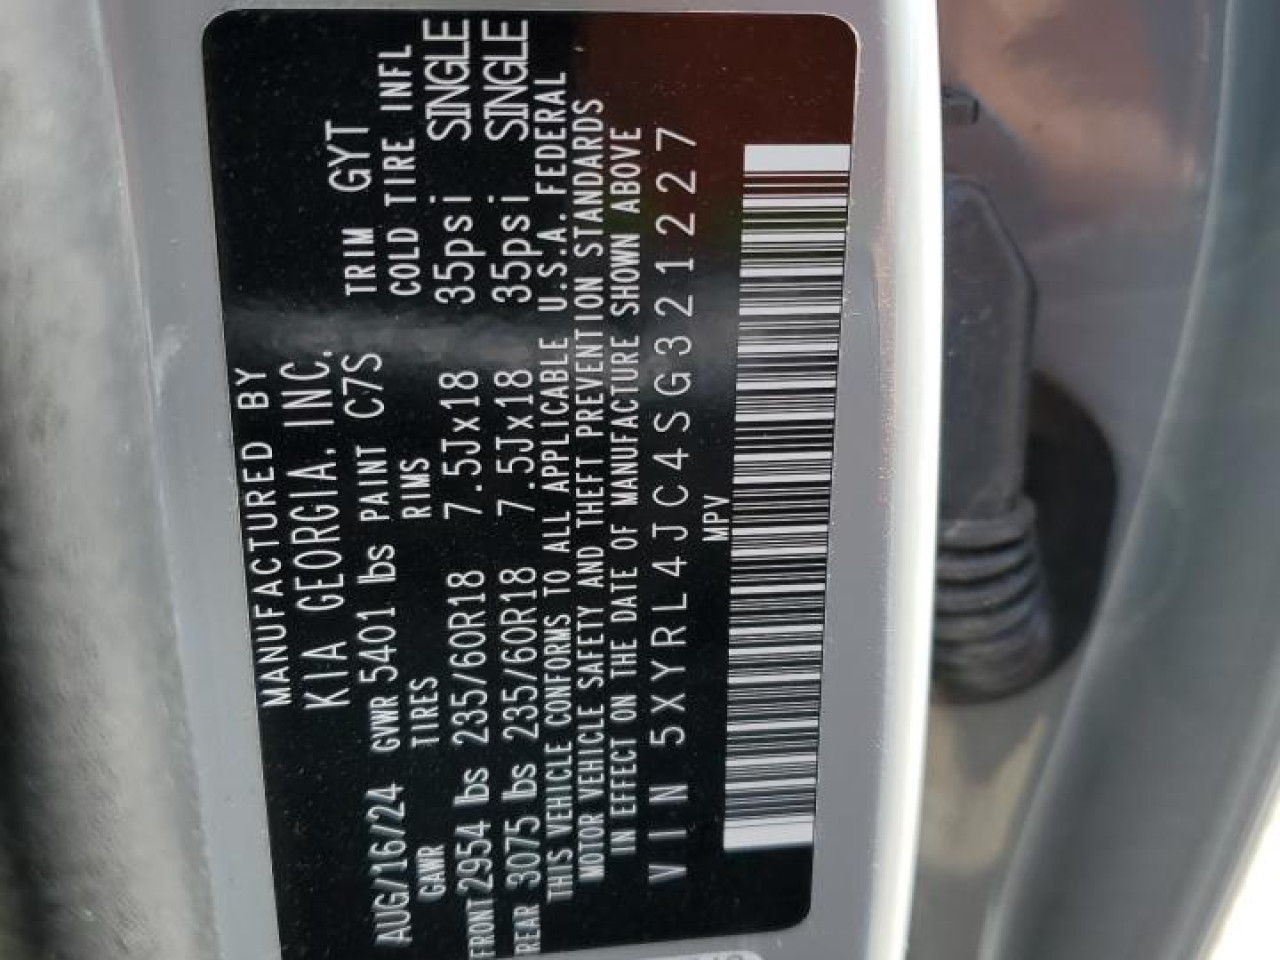 MANUFACTURED BY
KIA GEORGIA, INC.
AUG/16/24 GVWR 5401 lbs PAINT C7S TRIM GYT
GAWR TIRES RIMS COLD TIRE INFL
FRONT 2954 lbs 235/60R18 7.5Jx18 35psi SINGLE
REAR 3075 lbs 235/60R18 7.5Jx18 35psi SINGLE
THIS VEHICLE CONFORMS TO ALL APPLICABLE U.S.A. FEDERAL
MOTOR VEHICLE SAFETY AND THEFT PREVENTION STANDARDS
IN EFFECT ON THE DATE OF MANUFACTURE SHOWN ABOVE
VIN 5XYRL4JC4SG321227
MPV